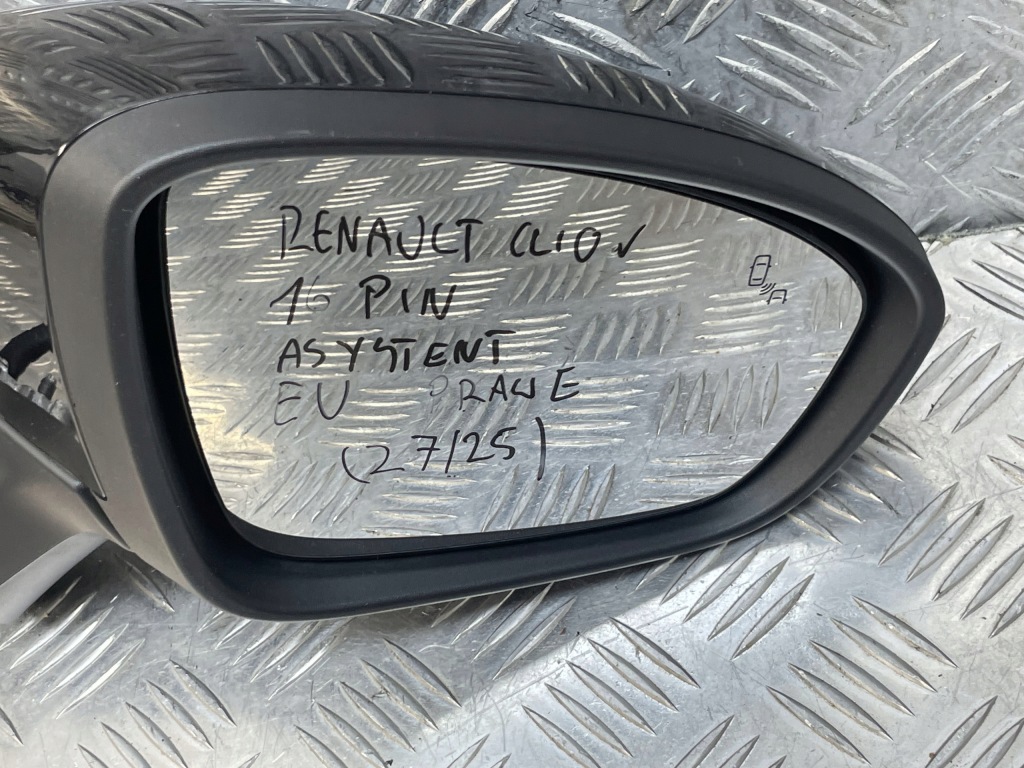 RENAULT CLIO V
16 PIN
ASYSTENT
EU PRAWE
(27/25)